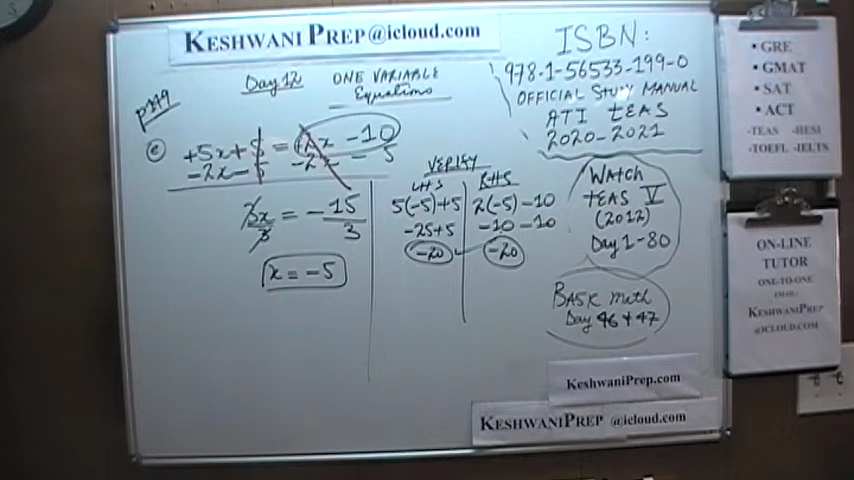 KESHWANI PREP@icloud.com
Day 12
ONE VARIABLE
Equations
p 179
e
+5x+5 = +2x -10
-2x - 5 -2x - 5
3x/3 = -15/3
x = -5
VERIFY
LHS RHS
5(-5)+5 2(-5)-10
-25+5 -10-10
-20 -20
ISBN:
978-1-56533-199-0
OFFICIAL STUDY MANUAL
ATI TEAS
2020-2021
WATCH
TEAS V
(2012)
Day 1-80
BASIC Math
Day 46 + 47
KeshwaniPrep.com
KESHWANIPREP @icloud.com
• GRE
• GMAT
• SAT
• ACT
-TEAS -HESI
-TOEFL -IELTS
ON-LINE
TUTOR
ONE-TO-ONE
EMAIL:
KESHWANIPREP
@ICLOUD.COM